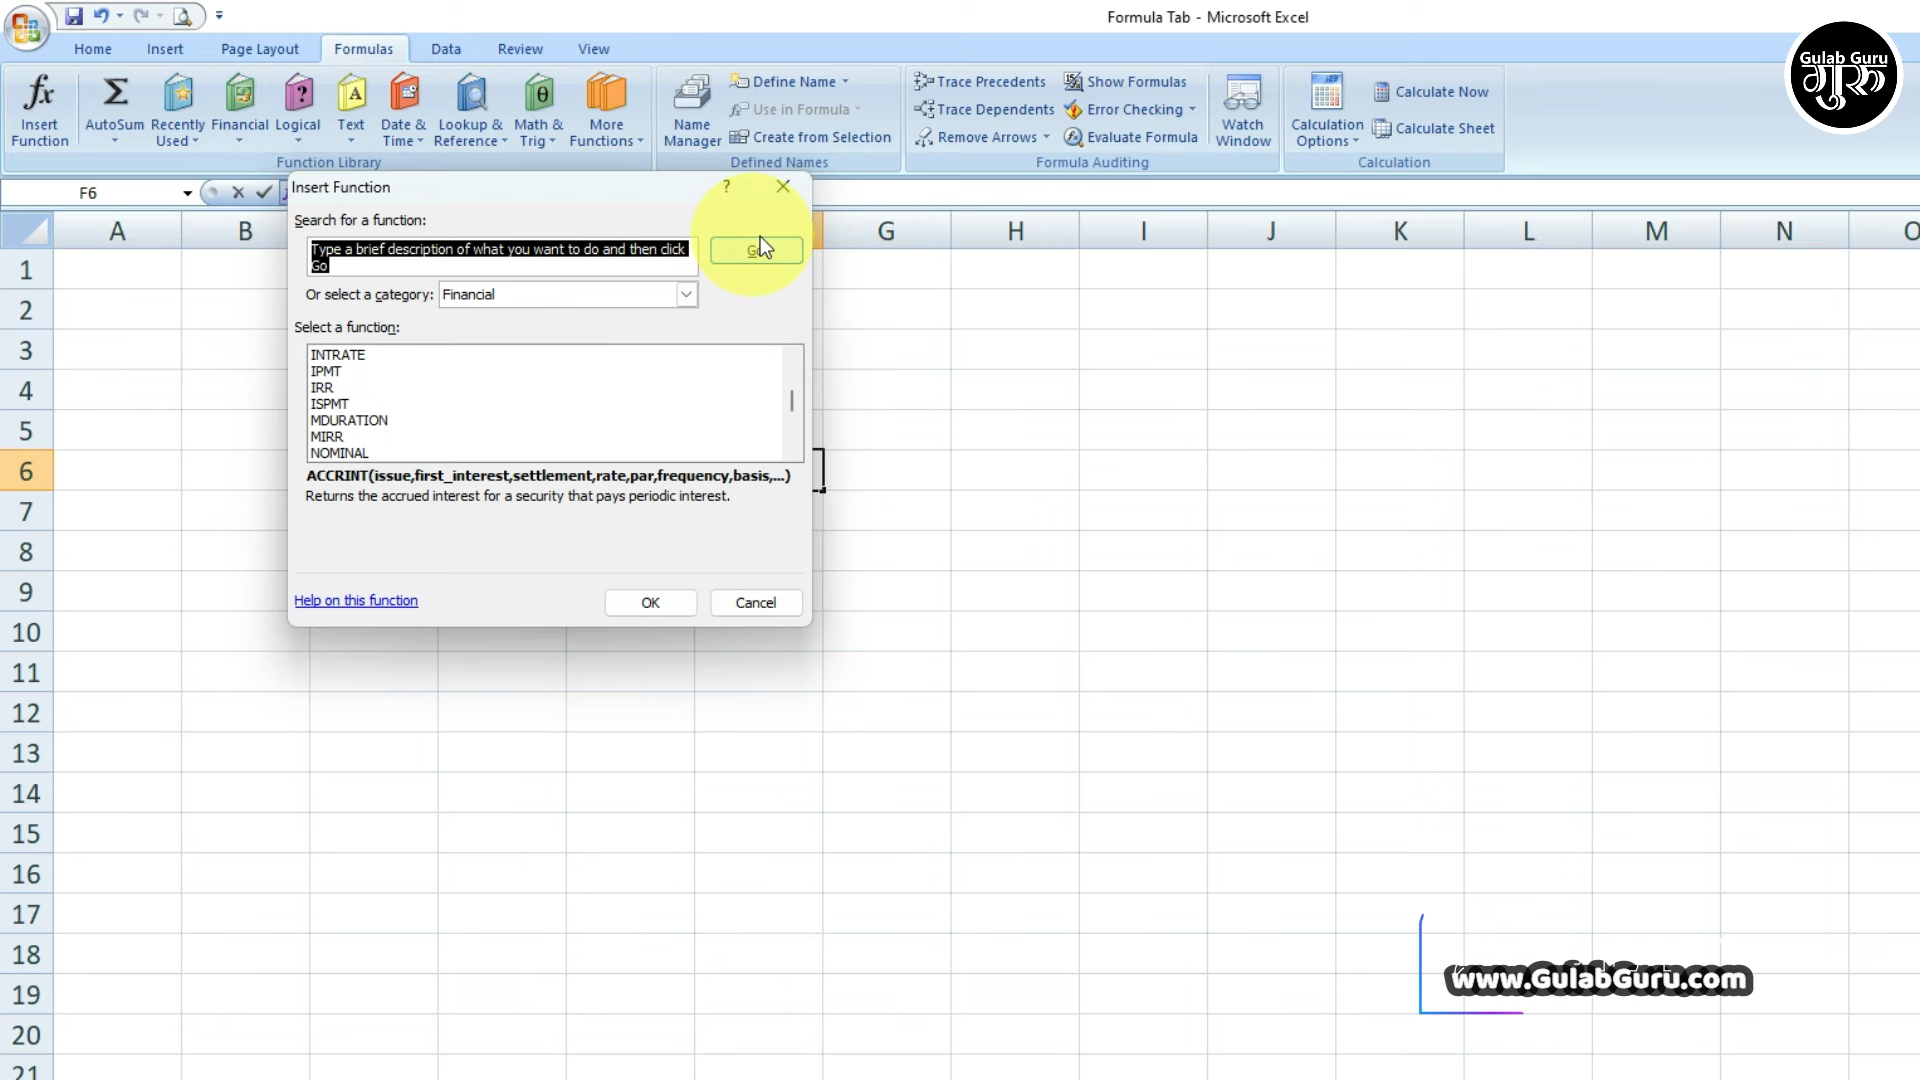 Formula Tab - Microsoft Excel
Home Insert Page Layout Formulas Data Review View
Insert Function
AutoSum
Recently Used
Financial
Logical
Text
Date & Time
Lookup & Reference
Math & Trig
More Functions
Function Library
Name Manager
Define Name
Use in Formula
Create from Selection
Defined Names
Trace Precedents
Trace Dependents
Remove Arrows
Show Formulas
Error Checking
Evaluate Formula
Formula Auditing
Watch Window
Calculation Options
Calculate Now
Calculate Sheet
Calculation
Gulab Guru
गुरू
F6
Insert Function
Search for a function:
Type a brief description of what you want to do and then click
Go
Go
Or select a category: Financial
Select a function:
INTRATE
IPMT
IRR
ISPMT
MDURATION
MIRR
NOMINAL
ACCRINT(issue,first_interest,settlement,rate,par,frequency,basis,...)
Returns the accrued interest for a security that pays periodic interest.
Help on this function
OK
Cancel
A B G H I J K L M N O
1
2
3
4
5
6
7
8
9
10
11
12
13
14
15
16
17
18
19
20
21
www.GulabGuru.com